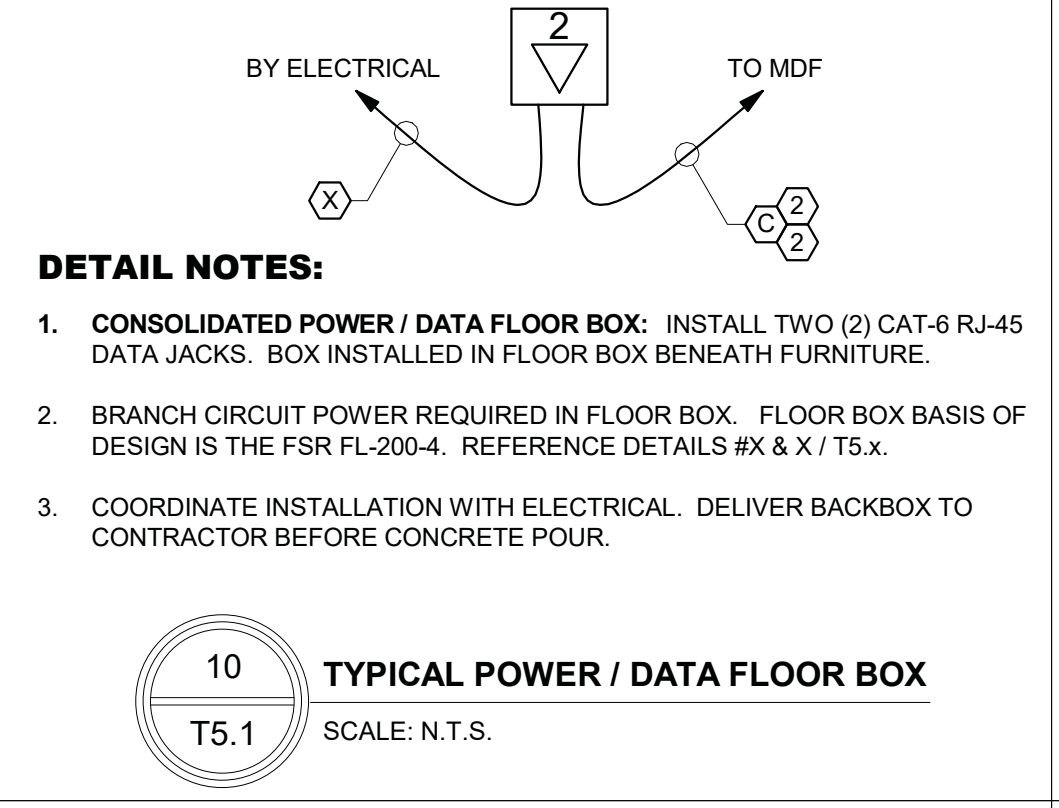 2
BY ELECTRICAL
TO MDF
X
C
2
2
DETAIL NOTES:
1. CONSOLIDATED POWER / DATA FLOOR BOX: INSTALL TWO (2) CAT-6 RJ-45
DATA JACKS. BOX INSTALLED IN FLOOR BOX BENEATH FURNITURE.
2. BRANCH CIRCUIT POWER REQUIRED IN FLOOR BOX. FLOOR BOX BASIS OF
DESIGN IS THE FSR FL-200-4. REFERENCE DETAILS #X & X / T5.x.
3. COORDINATE INSTALLATION WITH ELECTRICAL. DELIVER BACKBOX TO
CONTRACTOR BEFORE CONCRETE POUR.
10
T5.1
TYPICAL POWER / DATA FLOOR BOX
SCALE: N.T.S.